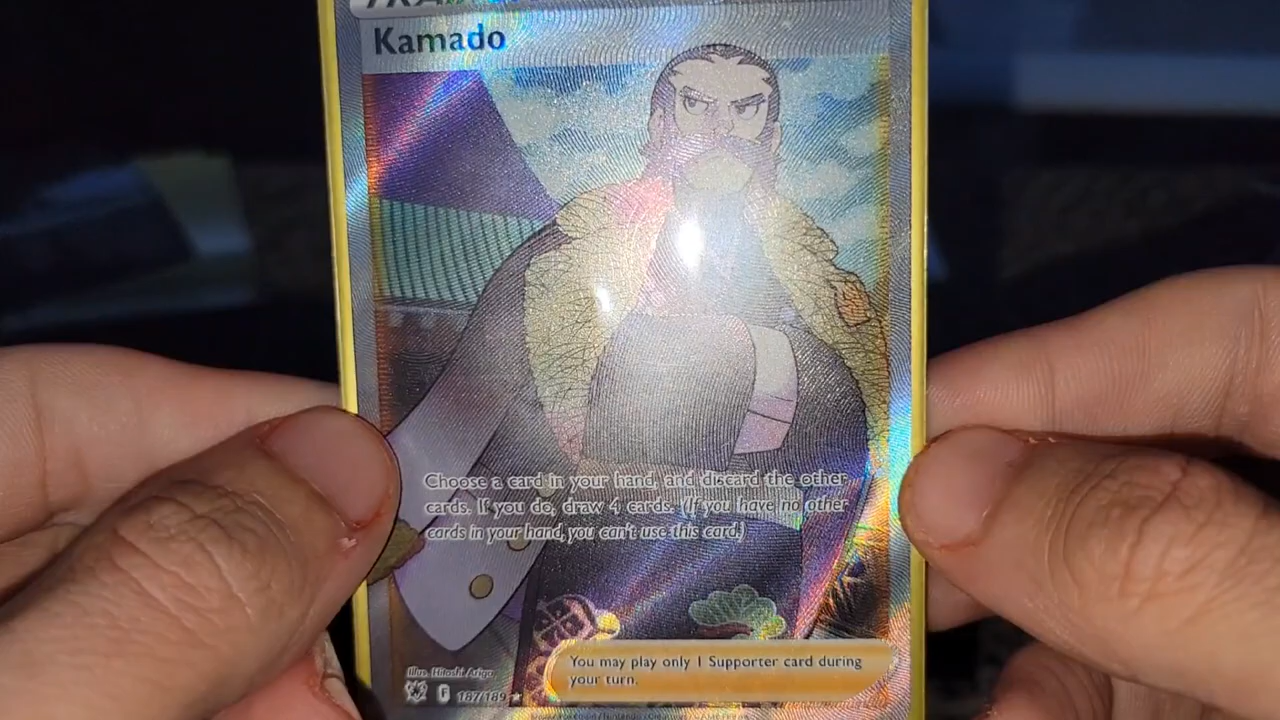 Kamado
Choose a card in your hand, and discard the other
cards. If you do, draw 4 cards. (If you have no other
cards in your hand, you can't use this card.)
You may play only 1 Supporter card during
your turn.
Illus. Hitoshi Ariga
187/189